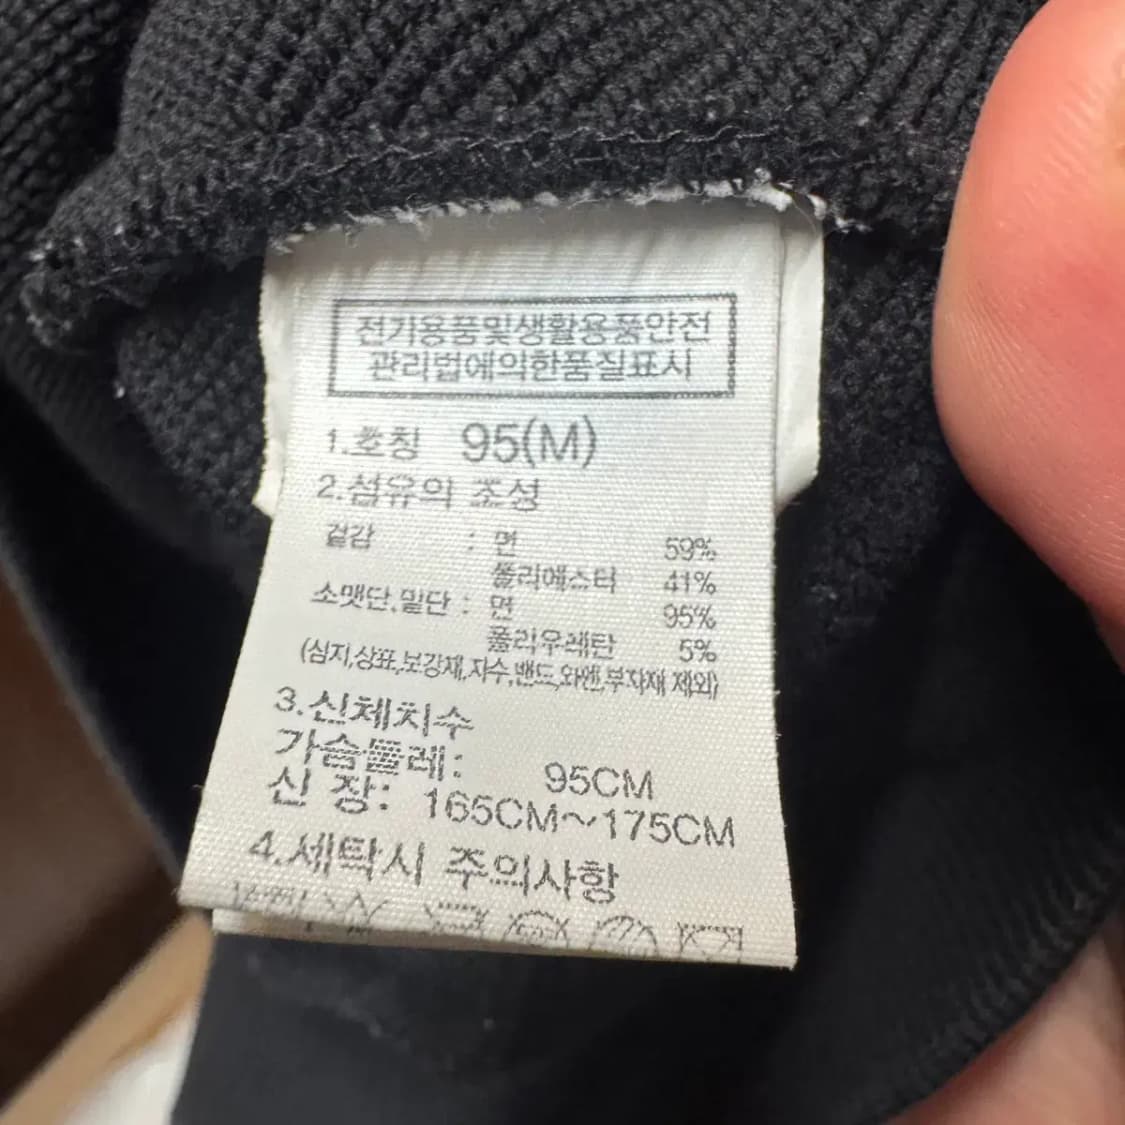 전기용품및생활용품안전
관리법에의한품질표시
1.호칭 95(M)
2.섬유의 조성
겉감 : 면 59%
폴리에스터 41%
소맷단,밑단 : 면 95%
폴리우레탄 5%
(심지,상표,보강재,자수,밴드,와펜,부자재 제외)
3.신체치수
가슴둘레: 95CM
신 장: 165CM~175CM
4.세탁시 주의사항